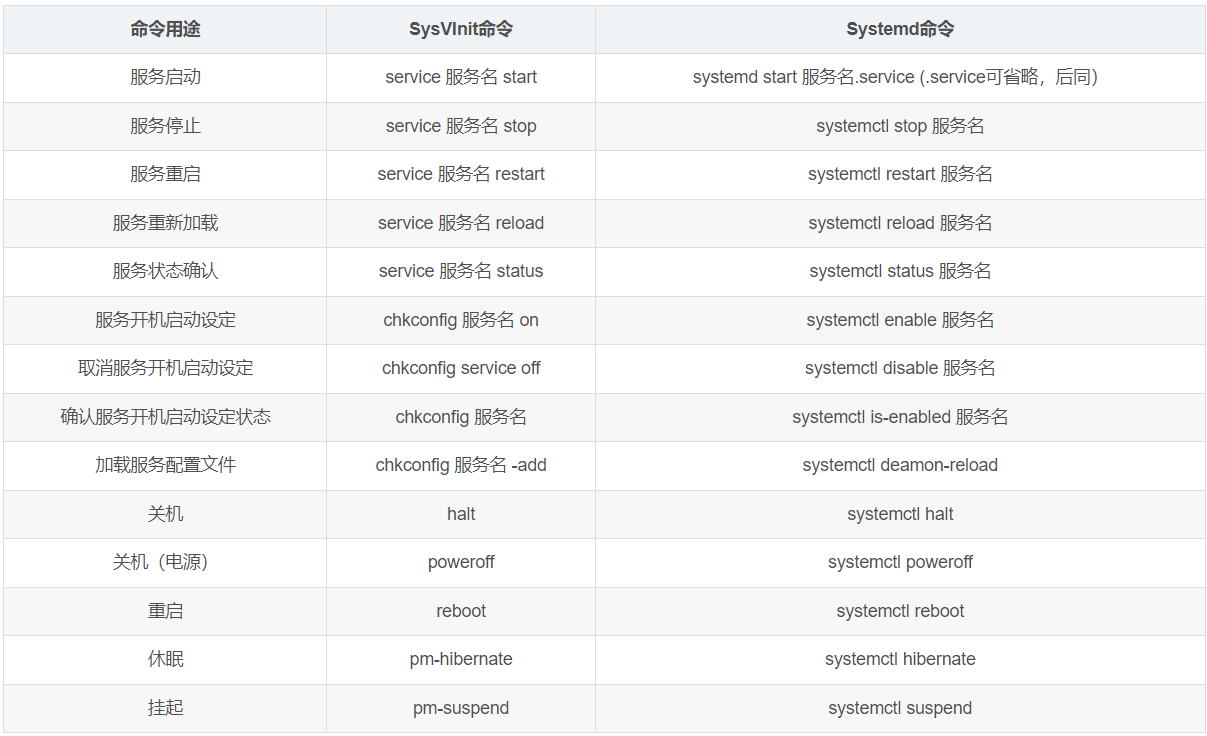 命令用途 SysVInit命令 Systemd命令
服务启动 service 服务名 start systemd start 服务名.service (.service可省略，后同）
服务停止 service 服务名 stop systemctl stop 服务名
服务重启 service 服务名 restart systemctl restart 服务名
服务重新加载 service 服务名 reload systemctl reload 服务名
服务状态确认 service 服务名 status systemctl status 服务名
服务开机启动设定 chkconfig 服务名 on systemctl enable 服务名
取消服务开机启动设定 chkconfig service off systemctl disable 服务名
确认服务开机启动设定状态 chkconfig 服务名 systemctl is-enabled 服务名
加载服务配置文件 chkconfig 服务名 -add systemctl deamon-reload
关机 halt systemctl halt
关机（电源） poweroff systemctl poweroff
重启 reboot systemctl reboot
休眠 pm-hibernate systemctl hibernate
挂起 pm-suspend systemctl suspend